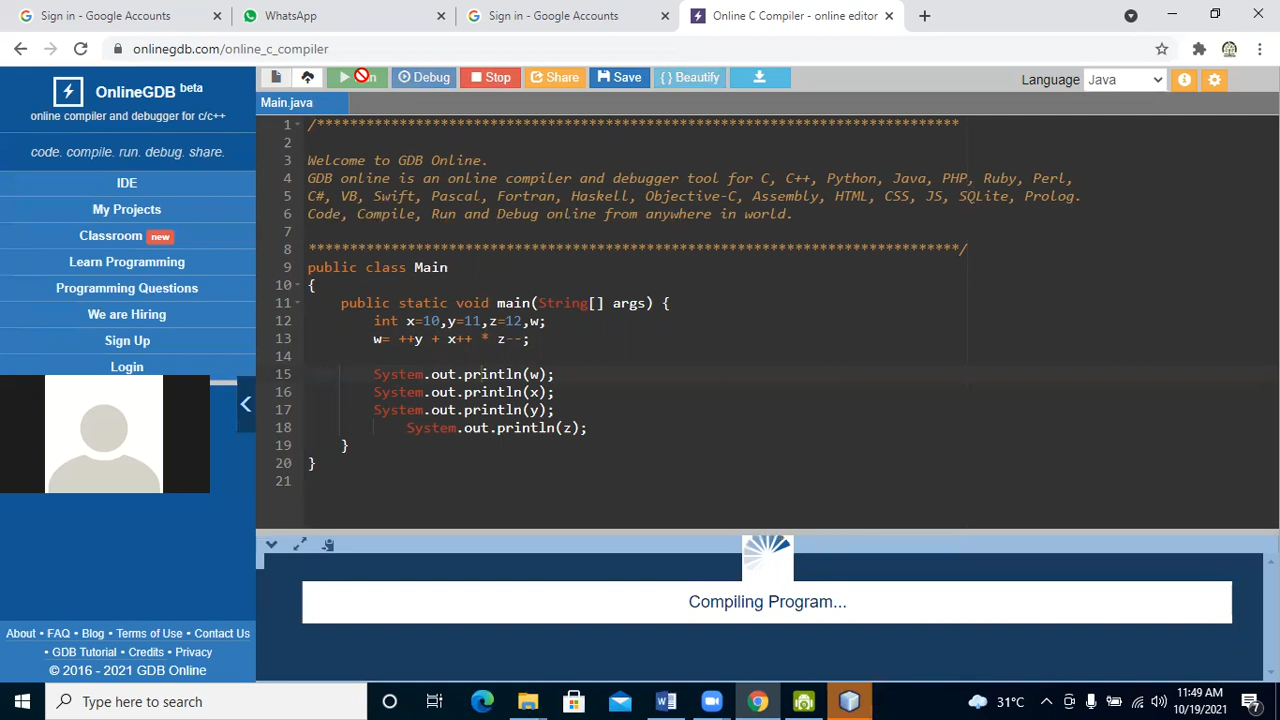 Sign in - Google Accounts
WhatsApp
Sign in - Google Accounts
Online C Compiler - online editor
onlinegdb.com/online_c_compiler
OnlineGDB beta
online compiler and debugger for c/c++
code. compile. run. debug. share.
IDE
My Projects
Classroom new
Learn Programming
Programming Questions
We are Hiring
Sign Up
Login
About • FAQ • Blog • Terms of Use • Contact Us
• GDB Tutorial • Credits • Privacy
© 2016 - 2021 GDB Online
Debug Stop Share Save { } Beautify
Language Java
Main.java
1 /******************************************************************************
2
3 Welcome to GDB Online.
4 GDB online is an online compiler and debugger tool for C, C++, Python, Java, PHP, Ruby, Perl,
5 C#, VB, Swift, Pascal, Fortran, Haskell, Objective-C, Assembly, HTML, CSS, JS, SQLite, Prolog.
6 Code, Compile, Run and Debug online from anywhere in world.
7
8 *******************************************************************************/
9 public class Main
10 {
11 public static void main(String[] args) {
12 int x=10,y=11,z=12,w;
13 w= ++y + x++ * z--;
14
15 System.out.println(w);
16 System.out.println(x);
17 System.out.println(y);
18 System.out.println(z);
19 }
20 }
21
Compiling Program...
Type here to search
31°C
11:49 AM
10/19/2021
7